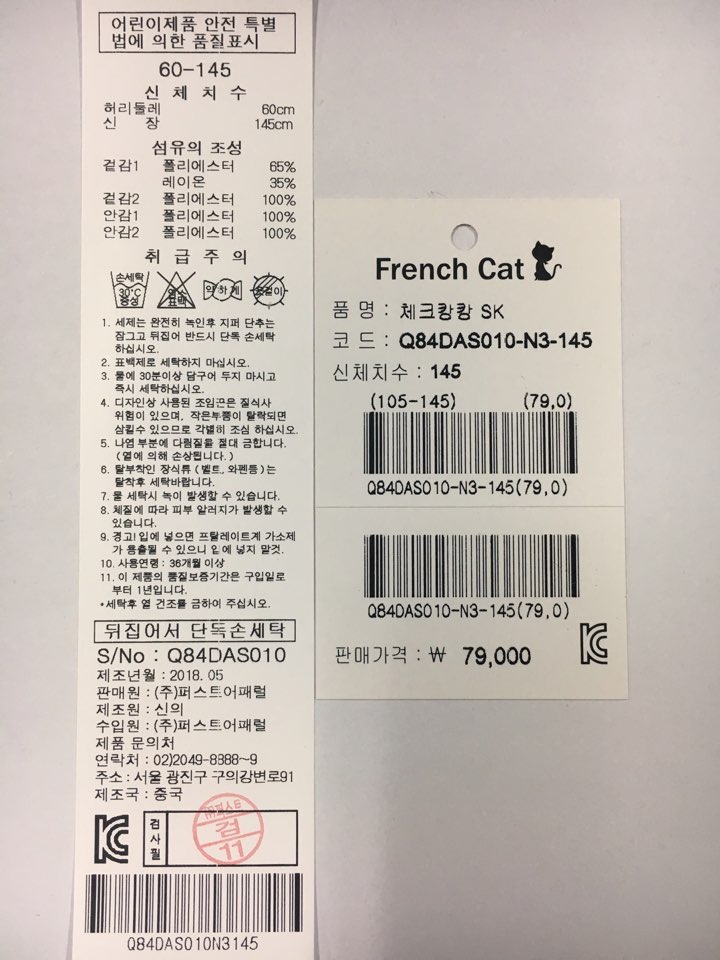 어린이제품 안전 특별
법에 의한 품질표시
60-145
신 체 치 수
허리둘레 60cm
신 장 145cm
섬유의 조성
겉감1 폴리에스터 65%
레이온 35%
겉감2 폴리에스터 100%
안감1 폴리에스터 100%
안감2 폴리에스터 100%
취 급 주 의
손세탁
30°C
중성
염소
표백
약하게
옷걸이
1. 세제는 완전히 녹인후 지퍼 단추는
잠그고 뒤집어 반드시 단독 손세탁
하십시오.
2. 표백제로 세탁하지 마십시오.
3. 물에 30분이상 담구어 두지 마시고
즉시 세탁하십시오.
4. 디자인상 사용된 조임끈은 질식사
위험이 있으며, 작은부품이 탈락되면
삼킬수 있으므로 각별히 조심 하십시오.
5. 나염 부분에 다림질을 절대 금합니다.
(열에 의해 손상됩니다.)
6. 탈부착인 장식류 (벨트, 와펜등)는
탈착후 세탁바랍니다.
7. 물 세탁시 녹이 발생할 수 있습니다.
8. 체질에 따라 피부 알러지가 발생할 수
있습니다.
9. 경고! 입에 넣으면 프탈레이트계 가소제
가 용출될 수 있으니 입에 넣지 말것.
10. 사용연령 : 36개월 이상
11. 이 제품의 품질보증기간은 구입일로
부터 1년입니다.
*세탁후 열 건조를 금하여 주십시오.
뒤집어서 단독손세탁
S/No : Q84DAS010
제조년월 : 2018. 05
판매원 : (주)퍼스트어패럴
제조원 : 신의
수입원 : (주)퍼스트어패럴
제품 문의처
연락처 : 02)2049-8888~9
주소 : 서울 광진구 구의강변로91
제조국 : 중국
KC
검사필
(주)퍼스트
검
11
Q84DAS010N3145
French Cat
품 명 : 체크캉캉 SK
코 드 : Q84DAS010-N3-145
신체치수 : 145
(105-145) (79,0)
Q84DAS010-N3-145(79,0)
Q84DAS010-N3-145(79,0)
판매가격 : ₩ 79,000
KC